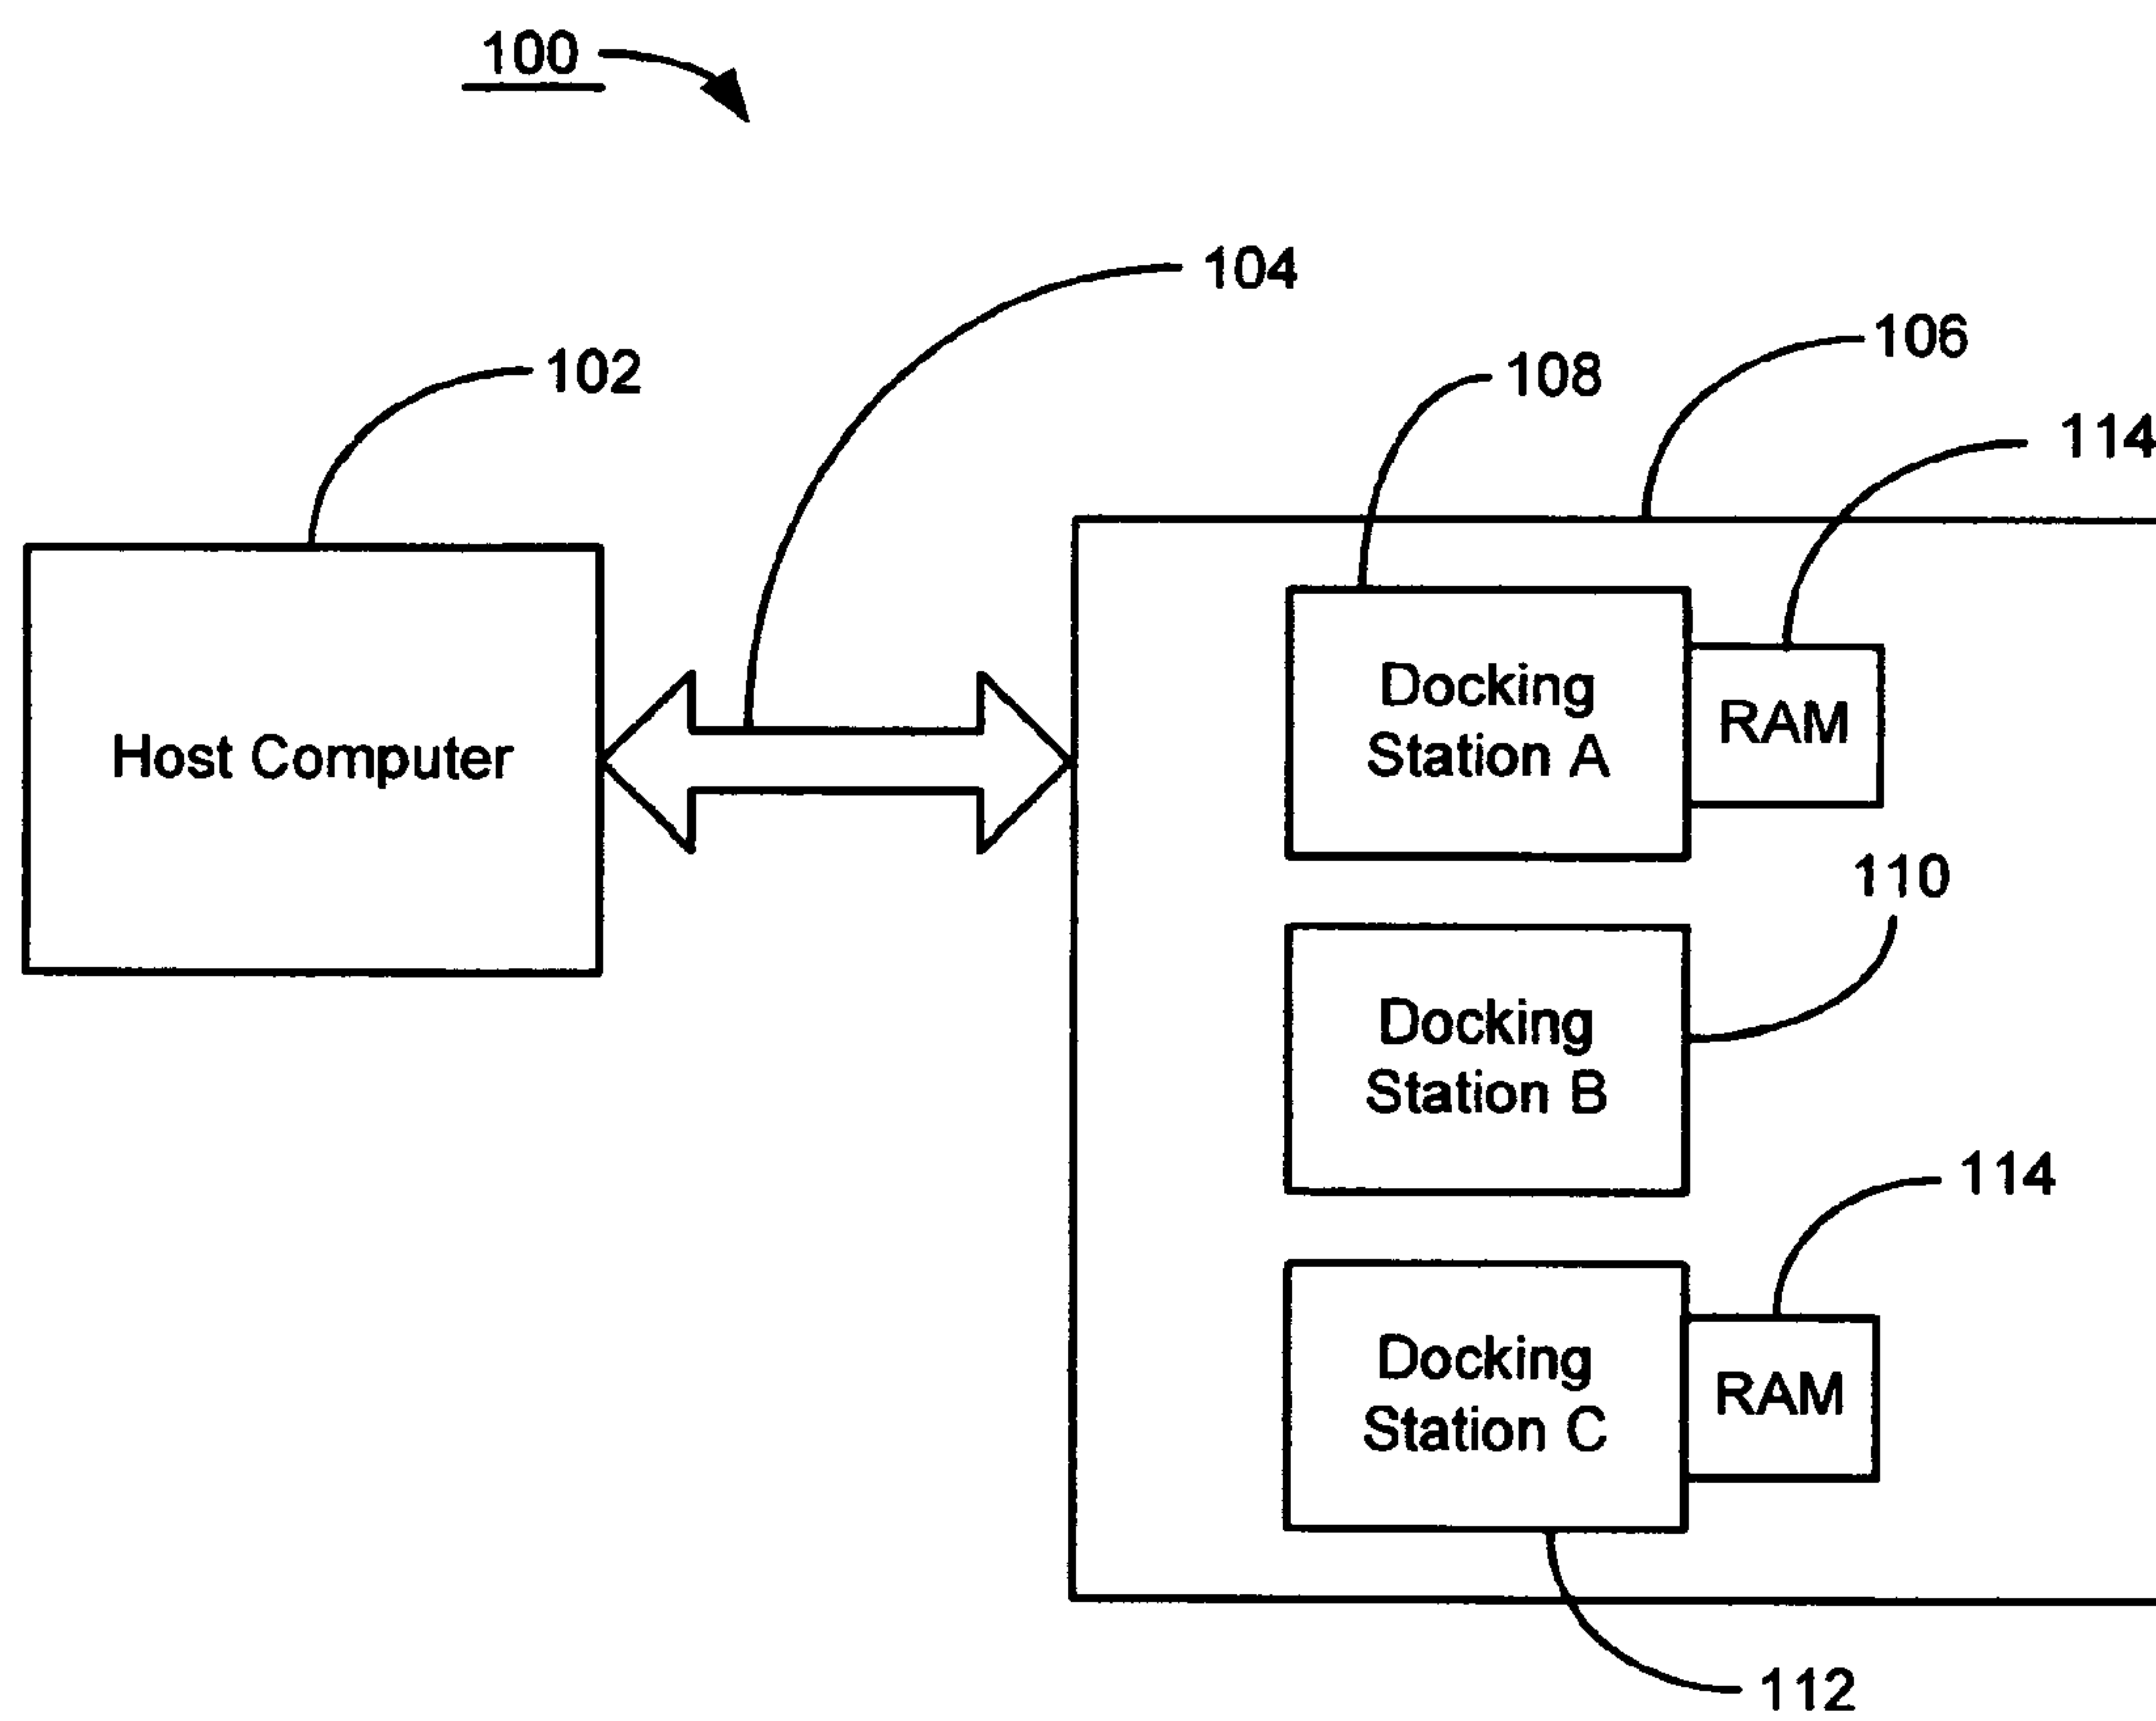 100
104
106
108
102
114
Host Computer
Docking
Station A
RAM
110
Docking
Station B
114
Docking
Station C
RAM
112